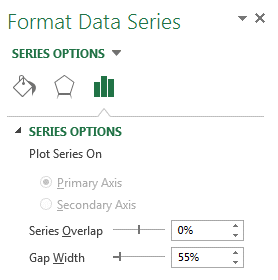 Format Data Series
SERIES OPTIONS
SERIES OPTIONS
Plot Series On
Primary Axis
Secondary Axis
Series Overlap 0%
Gap Width 55%